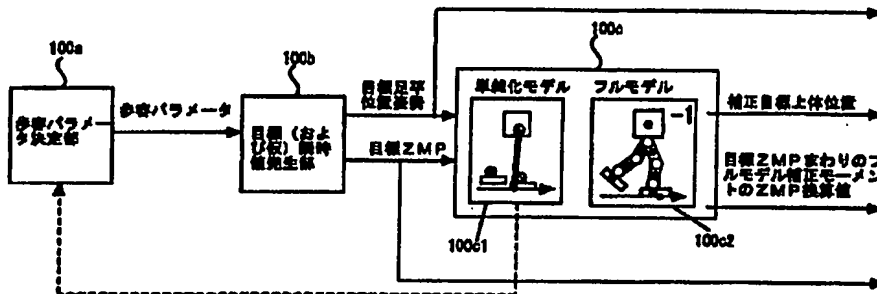 100a
歩容パラメー
タ決定部
歩容パラメータ
100b
目標(およ
び仮)瞬時
値発生部
目標足平
位置姿勢
目標ZMP
100c
単純化モデル
フルモデル
-1
100c1
100c2
補正目標上体位置
目標ZMPまわりのフ
ルモデル補正モーメン
トのZMP換算値